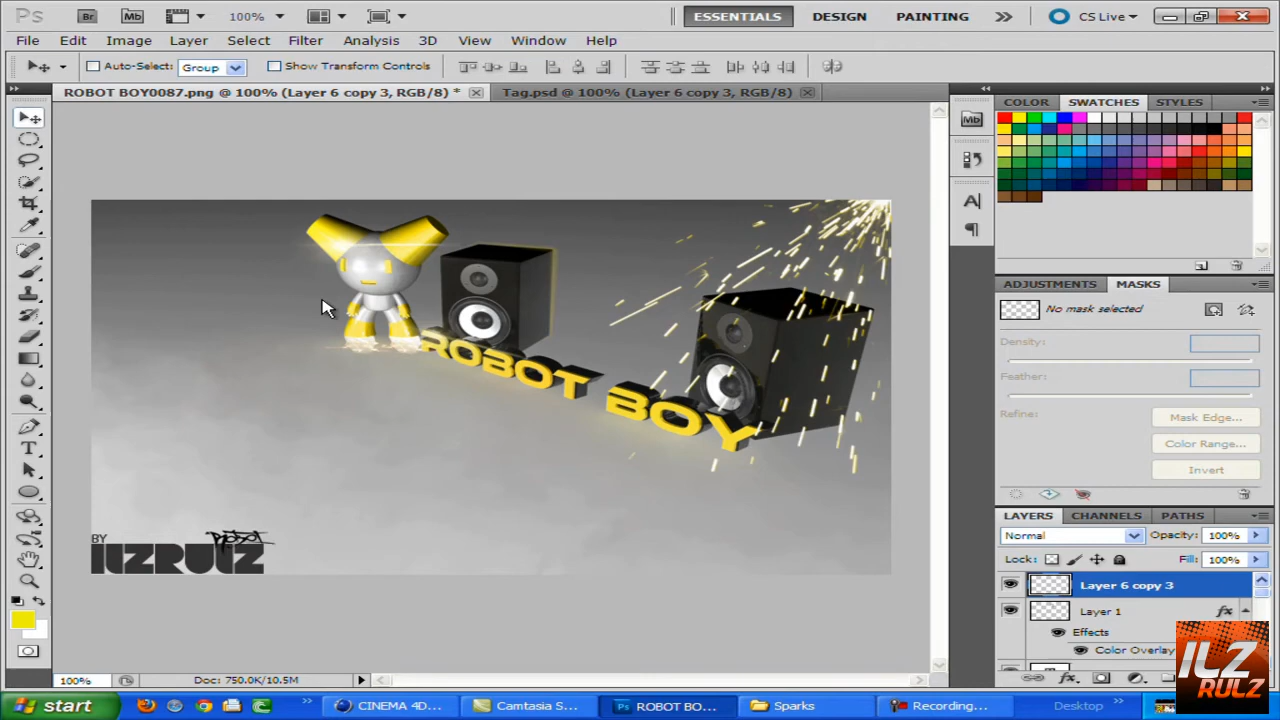 Ps Br Mb 100% ESSENTIALS DESIGN PAINTING CS Live
File Edit Image Layer Select Filter Analysis 3D View Window Help
Auto-Select: Group Show Transform Controls
ROBOT BOY0087.png @ 100% (Layer 6 copy 3, RGB/8) * Tag.psd @ 100% (Layer 6 copy 3, RGB/8)
COLOR SWATCHES STYLES
Mb
A
T
ADJUSTMENTS MASKS
No mask selected
Density:
Feather:
Refine: Mask Edge...
Color Range...
Invert
ROBOT BOY
BY
Robot
ILZRULZ
LAYERS CHANNELS PATHS
Normal Opacity: 100%
Lock: Fill: 100%
Layer 6 copy 3
Layer 1 fx
Effects
Color Overlay
ILZ
RULZ
100% Doc: 750.0K/10.5M
fx
start CINEMA 4D... Camtasia S... Ps ROBOT BO... Sparks Recording... Desktop